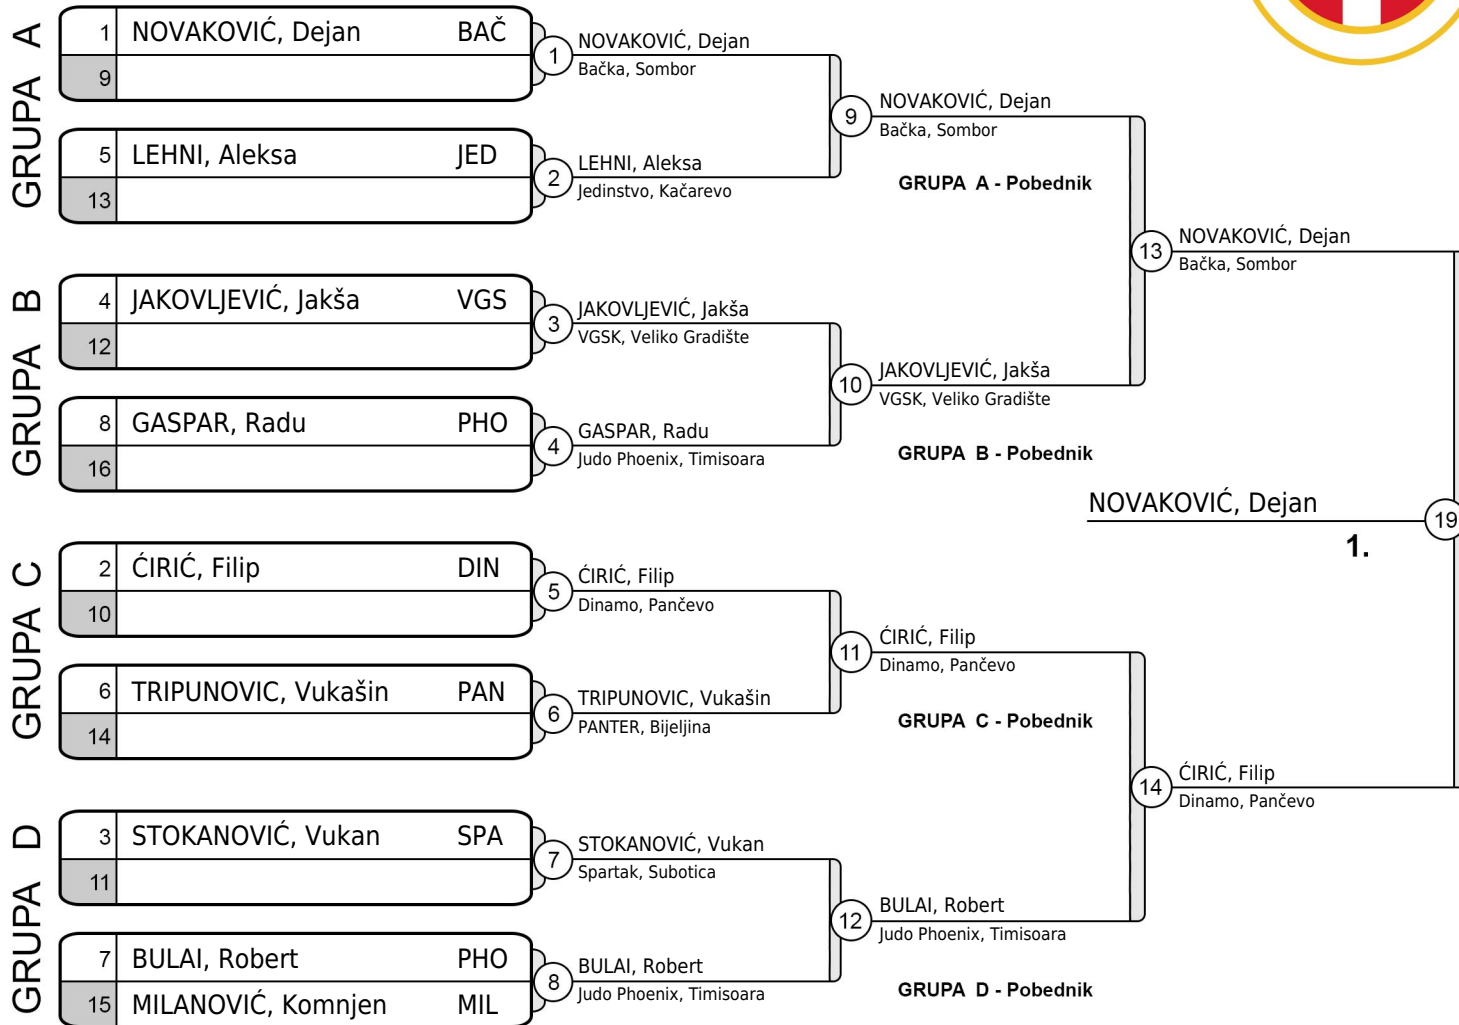 GRUPA A
1 NOVAKOVIĆ, Dejan BAČ
9
1
NOVAKOVIĆ, Dejan
Bačka, Sombor
5 LEHNI, Aleksa JED
13
2
LEHNI, Aleksa
Jedinstvo, Kačarevo
9
NOVAKOVIĆ, Dejan
Bačka, Sombor
GRUPA A - Pobednik
GRUPA B
4 JAKOVLJEVIĆ, Jakša VGS
12
3
JAKOVLJEVIĆ, Jakša
VGSK, Veliko Gradište
8 GASPAR, Radu PHO
16
4
GASPAR, Radu
Judo Phoenix, Timisoara
10
JAKOVLJEVIĆ, Jakša
VGSK, Veliko Gradište
GRUPA B - Pobednik
13
NOVAKOVIĆ, Dejan
Bačka, Sombor
GRUPA C
2 ĆIRIĆ, Filip DIN
10
5
ĆIRIĆ, Filip
Dinamo, Pančevo
6 TRIPUNOVIC, Vukašin PAN
14
6
TRIPUNOVIC, Vukašin
PANTER, Bijeljina
11
ĆIRIĆ, Filip
Dinamo, Pančevo
GRUPA C - Pobednik
GRUPA D
3 STOKANOVIĆ, Vukan SPA
11
7
STOKANOVIĆ, Vukan
Spartak, Subotica
7 BULAI, Robert PHO
15 MILANOVIĆ, Komnjen MIL
8
BULAI, Robert
Judo Phoenix, Timisoara
12
BULAI, Robert
Judo Phoenix, Timisoara
GRUPA D - Pobednik
14
ĆIRIĆ, Filip
Dinamo, Pančevo
NOVAKOVIĆ, Dejan
19
1.